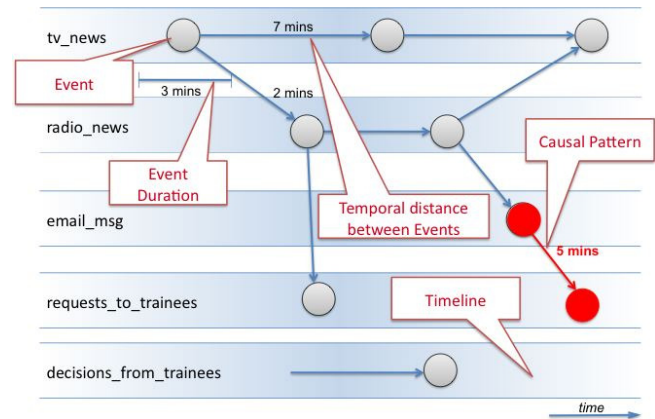 tv_news
7 mins
Event
3 mins
2 mins
radio_news
Causal Pattern
Event
Duration
Temporal distance
between Events
email_msg
5 mins
requests_to_trainees
Timeline
decisions_from_trainees
time